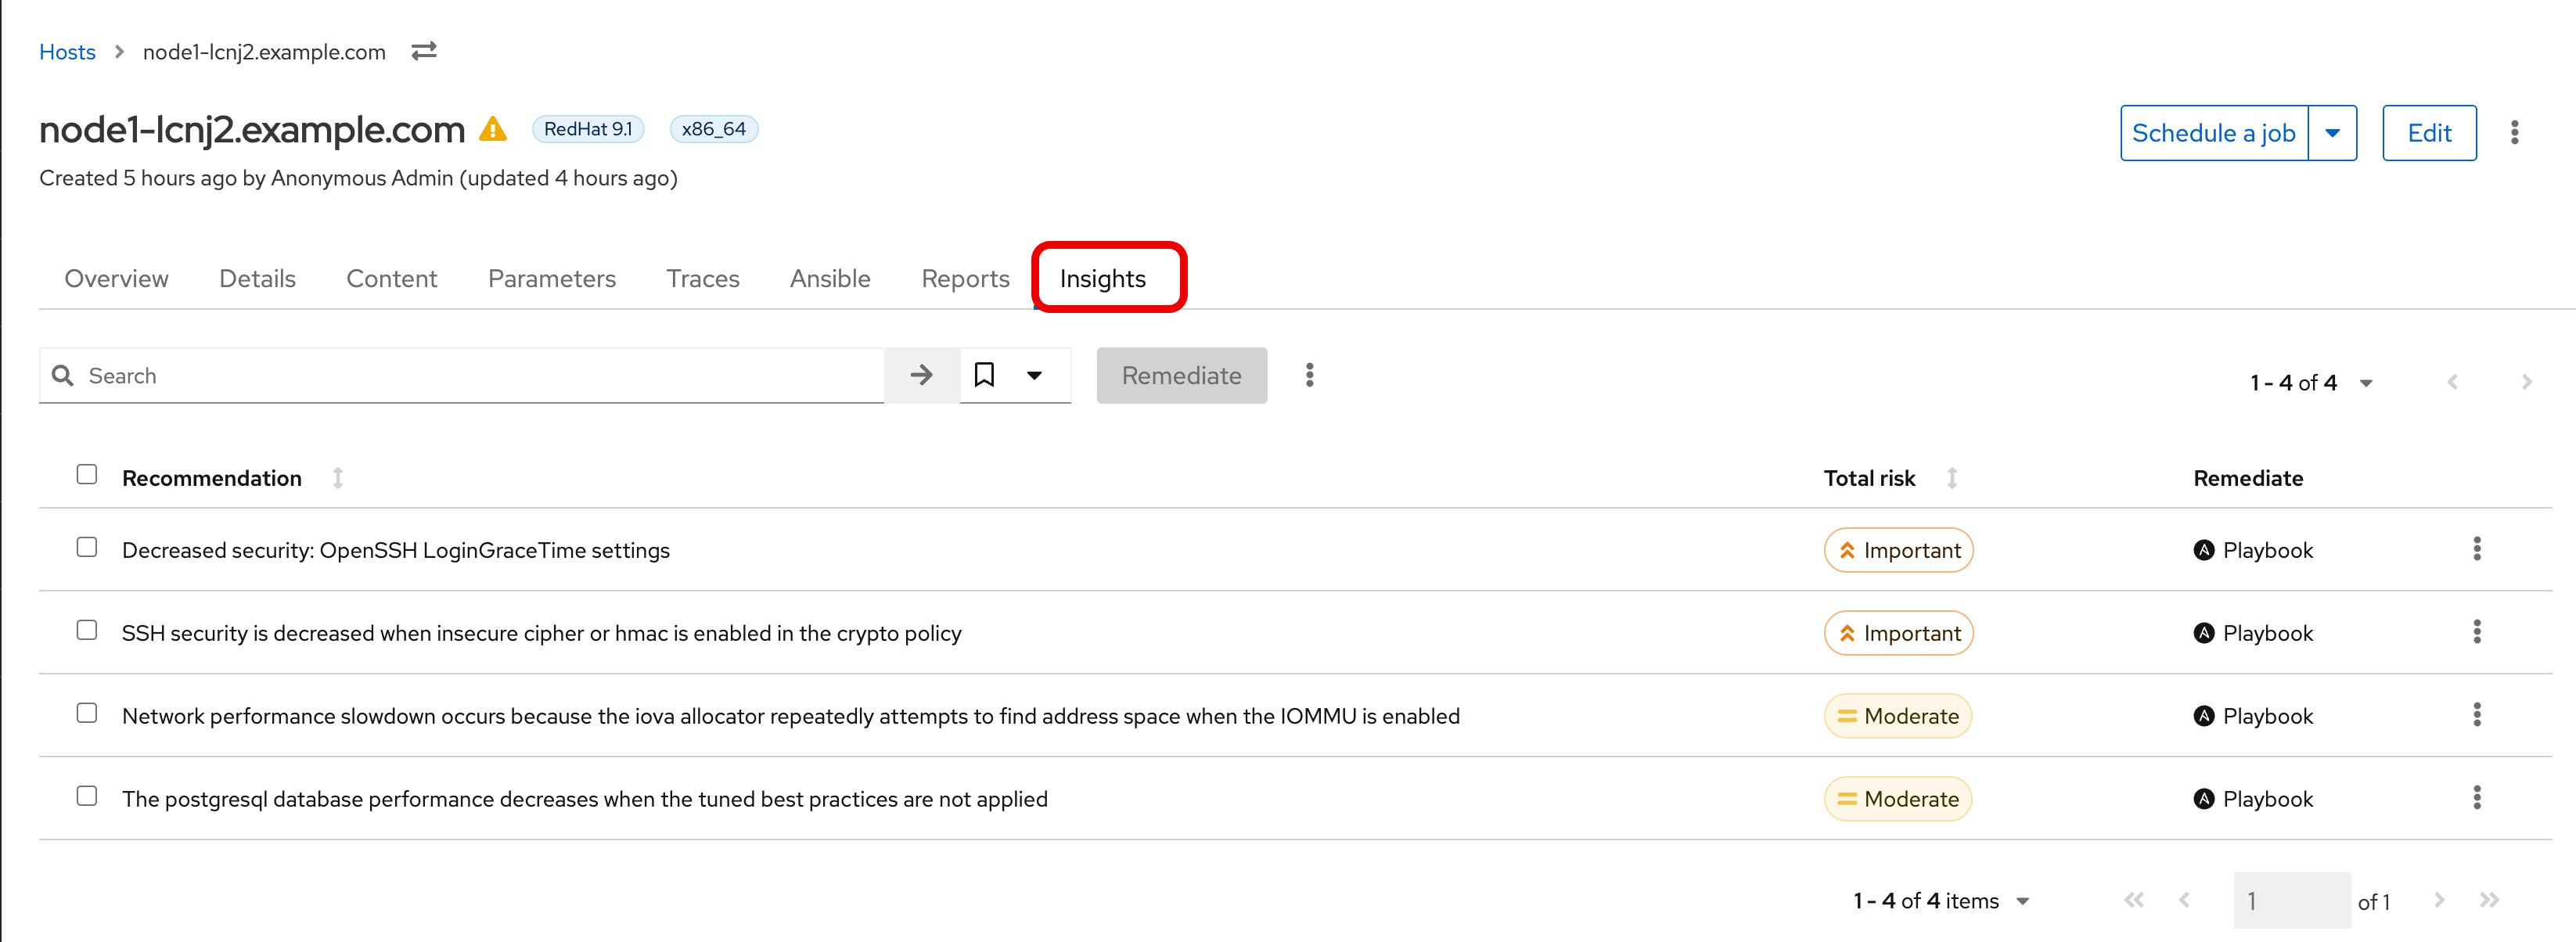 Hosts > node1-lcnj2.example.com
node1-lcnj2.example.com RedHat 9.1 x86_64
Schedule a job Edit
Created 5 hours ago by Anonymous Admin (updated 4 hours ago)
Overview Details Content Parameters Traces Ansible Reports Insights
Search Remediate 1 - 4 of 4
Recommendation Total risk Remediate
Decreased security: OpenSSH LoginGraceTime settings Important Playbook
SSH security is decreased when insecure cipher or hmac is enabled in the crypto policy Important Playbook
Network performance slowdown occurs because the iova allocator repeatedly attempts to find address space when the IOMMU is enabled Moderate Playbook
The postgresql database performance decreases when the tuned best practices are not applied Moderate Playbook
1 - 4 of 4 items 1 of 1